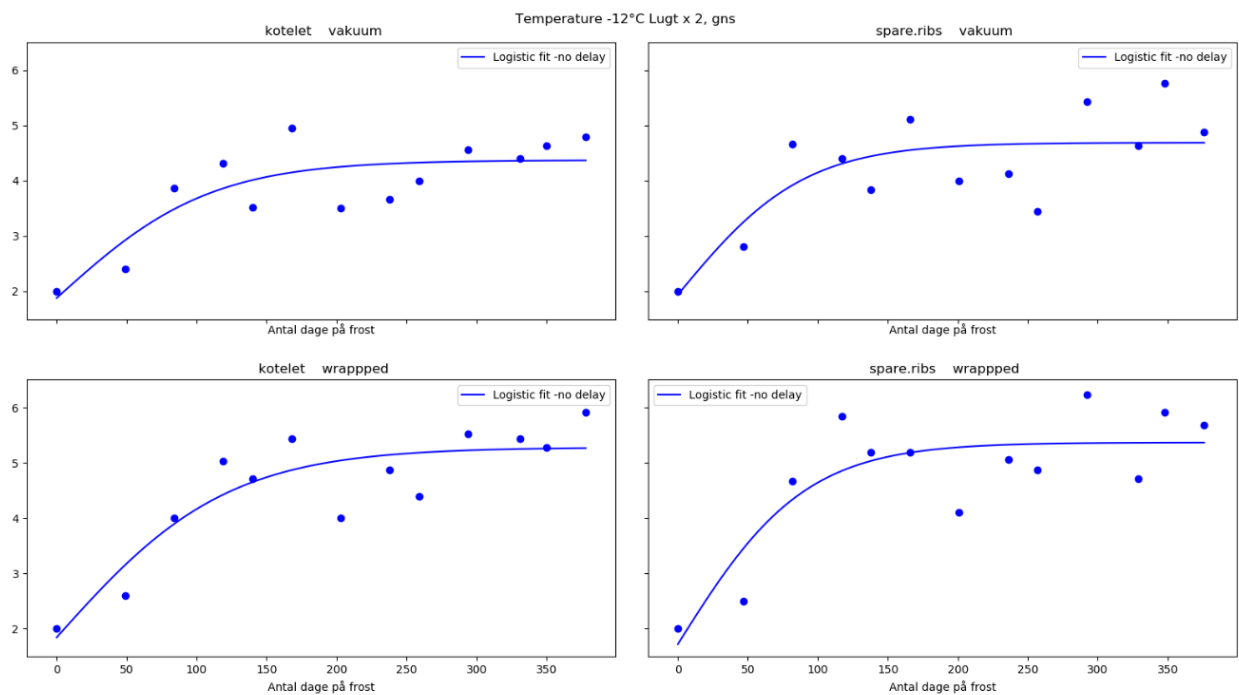 Temperature -12°C Lugt x 2, gns
kotelet vakuum
spare.ribs vakuum
Logistic fit -no delay
Logistic fit -no delay
6
5
4
3
2
Antal dage på frost
Antal dage på frost
kotelet wrappped
spare.ribs wrappped
Logistic fit -no delay
Logistic fit -no delay
6
5
4
3
2
0 50 100 150 200 250 300 350
0 50 100 150 200 250 300 350
Antal dage på frost
Antal dage på frost